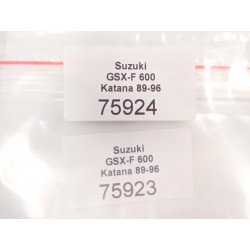 Suzuki
GSX-F 600
Katana 89-96
75924
Suzuki
GSX-F 600
Katana 89-96
75923